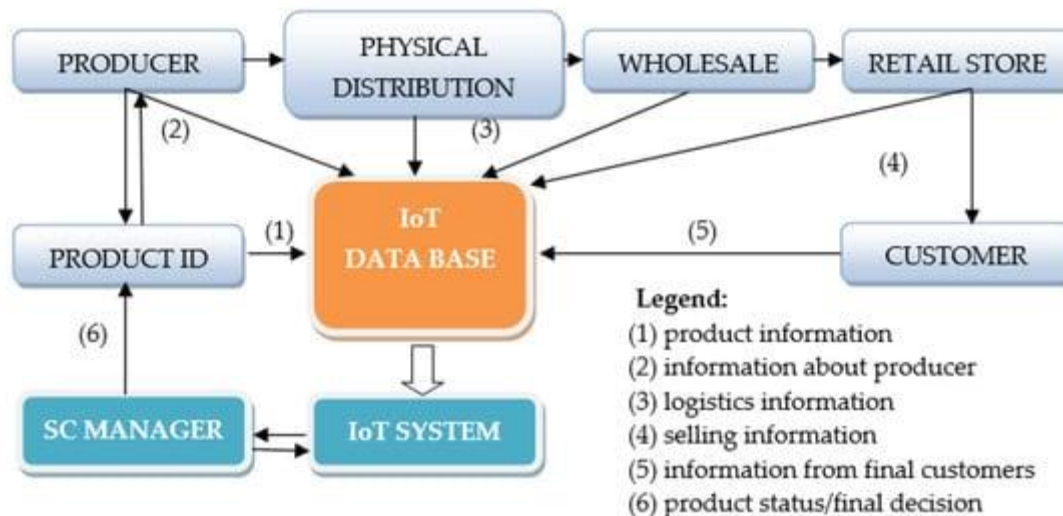 PRODUCER
PHYSICAL
DISTRIBUTION
WHOLESALE
RETAIL STORE
(2)
(3)
(4)
IoT
DATA BASE
(1)
(5)
PRODUCT ID
CUSTOMER
(6)
SC MANAGER
IoT SYSTEM
Legend:
(1) product information
(2) information about producer
(3) logistics information
(4) selling information
(5) information from final customers
(6) product status/final decision